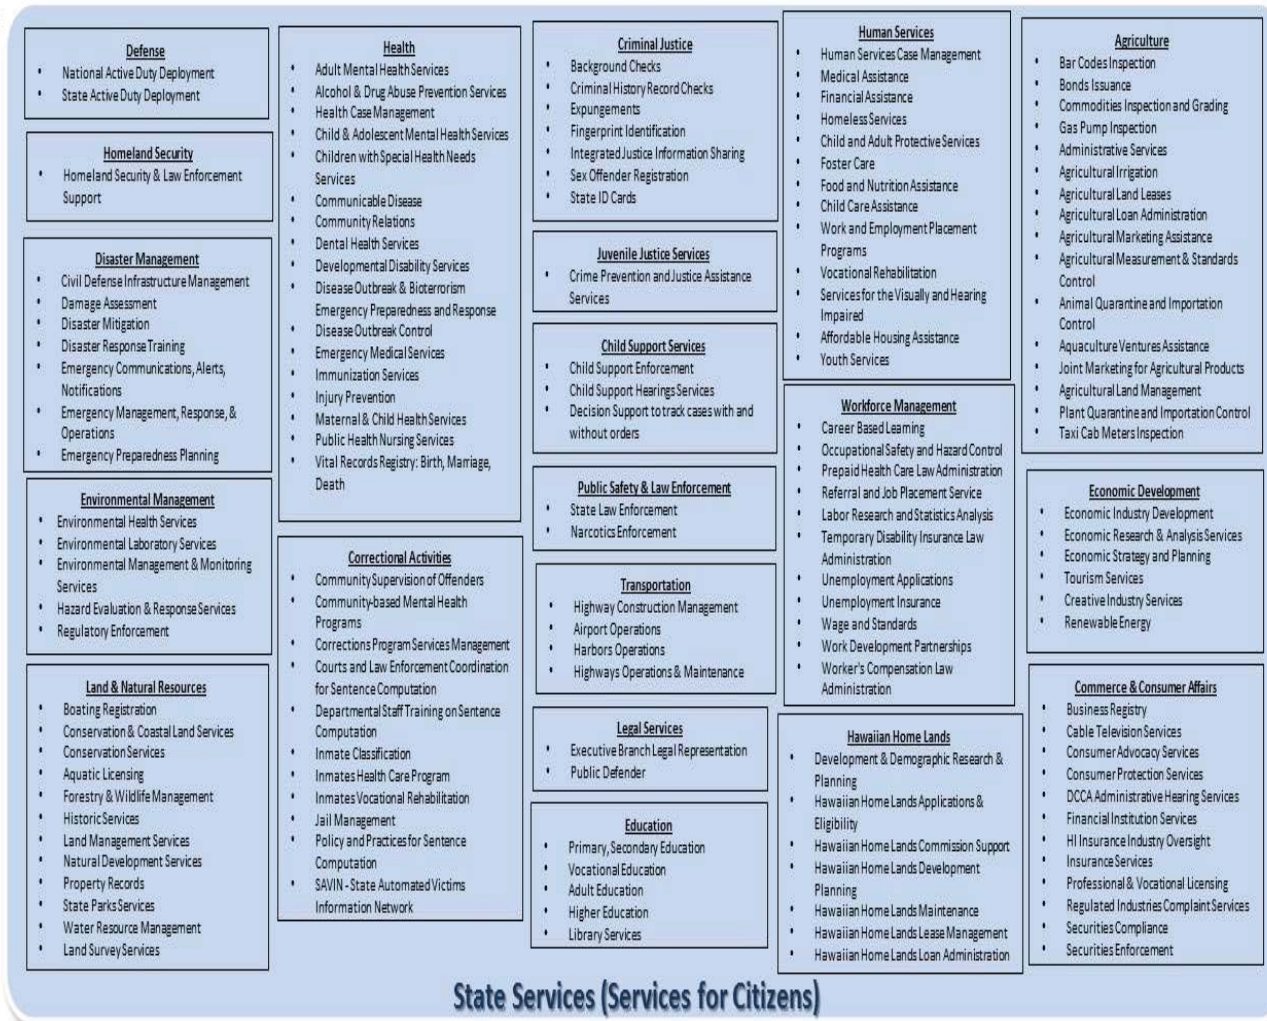 Defense
• National Active Duty Deployment
• State Active Duty Deployment
Homeland Security
• Homeland Security & Law Enforcement
Support
Disaster Management
• Civil Defense Infrastructure Management
• Damage Assessment
• Disaster Mitigation
• Disaster Response Training
• Emergency Communications, Alerts,
Notifications
• Emergency Management, Response, &
Operations
• Emergency Preparedness Planning
Environmental Management
• Environmental Health Services
• Environmental Laboratory Services
• Environmental Management & Monitoring
Services
• Hazard Evaluation & Response Services
• Regulatory Enforcement
Land & Natural Resources
• Boating Registration
• Conservation & Coastal Land Services
• Conservation Services
• Aquatic Licensing
• Forestry & Wildlife Management
• Historic Services
• Land Management Services
• Natural Development Services
• Property Records
• State Parks Services
• Water Resource Management
• Land Survey Services
Health
• Adult Mental Health Services
• Alcohol & Drug Abuse Prevention Services
• Health Case Management
• Child & Adolescent Mental Health Services
• Children with Special Health Needs
Services
• Communicable Disease
• Community Relations
• Dental Health Services
• Developmental Disability Services
• Disease Outbreak & Bioterrorism
Emergency Preparedness and Response
• Disease Outbreak Control
• Emergency Medical Services
• Immunization Services
• Injury Prevention
• Maternal & Child Health Services
• Public Health Nursing Services
• Vital Records Registry: Birth, Marriage,
Death
Correctional Activities
• Community Supervision of Offenders
• Community-based Mental Health
Programs
• Corrections Program Services Management
• Courts and Law Enforcement Coordination
for Sentence Computation
• Departmental Staff Training on Sentence
Computation
• Inmate Classification
• Inmates Health Care Program
• Inmates Vocational Rehabilitation
• Jail Management
• Policy and Practices for Sentence
Computation
• SAVIN - State Automated Victims
Information Network
Criminal Justice
• Background Checks
• Criminal History Record Checks
• Expungements
• Fingerprint Identification
• Integrated Justice Information Sharing
• Sex Offender Registration
• State ID Cards
Juvenile Justice Services
• Crime Prevention and Justice Assistance
Services
Child Support Services
• Child Support Enforcement
• Child Support Hearings Services
• Decision Support to track cases with and
without orders
Public Safety & Law Enforcement
• State Law Enforcement
• Narcotics Enforcement
Transportation
• Highway Construction Management
• Airport Operations
• Harbors Operations
• Highways Operations & Maintenance
Legal Services
• Executive Branch Legal Representation
• Public Defender
Education
• Primary, Secondary Education
• Vocational Education
• Adult Education
• Higher Education
• Library Services
Human Services
• Human Services Case Management
• Medical Assistance
• Financial Assistance
• Homeless Services
• Child and Adult Protective Services
• Foster Care
• Food and Nutrition Assistance
• Child Care Assistance
• Work and Employment Placement
Programs
• Vocational Rehabilitation
• Services for the Visually and Hearing
Impaired
• Affordable Housing Assistance
• Youth Services
Workforce Management
• Career Based Learning
• Occupational Safety and Hazard Control
• Prepaid Health Care Law Administration
• Referral and Job Placement Service
• Labor Research and Statistics Analysis
• Temporary Disability Insurance Law
Administration
• Unemployment Applications
• Unemployment Insurance
• Wage and Standards
• Work Development Partnerships
• Worker's Compensation Law
Administration
Hawaiian Home Lands
• Development & Demographic Research &
Planning
• Hawaiian Home Lands Applications &
Eligibility
• Hawaiian Home Lands Commission Support
• Hawaiian Home Lands Development
Planning
• Hawaiian Home Lands Maintenance
• Hawaiian Home Lands Lease Management
• Hawaiian Home Lands Loan Administration
Agriculture
• Bar Codes Inspection
• Bonds Issuance
• Commodities Inspection and Grading
• Gas Pump Inspection
• Administrative Services
• Agricultural Irrigation
• Agricultural Land Leases
• Agricultural Loan Administration
• Agricultural Marketing Assistance
• Agricultural Measurement & Standards
Control
• Animal Quarantine and Importation
Control
• Aquaculture Ventures Assistance
• Joint Marketing for Agricultural Products
• Agricultural Land Management
• Plant Quarantine and Importation Control
• Taxi Cab Meters Inspection
Economic Development
• Economic Industry Development
• Economic Research & Analysis Services
• Economic Strategy and Planning
• Tourism Services
• Creative Industry Services
• Renewable Energy
Commerce & Consumer Affairs
• Business Registry
• Cable Television Services
• Consumer Advocacy Services
• Consumer Protection Services
• DCCA Administrative Hearing Services
• Financial Institution Services
• HI Insurance Industry Oversight
• Insurance Services
• Professional & Vocational Licensing
• Regulated Industries Complaint Services
• Securities Compliance
• Securities Enforcement
State Services (Services for Citizens)